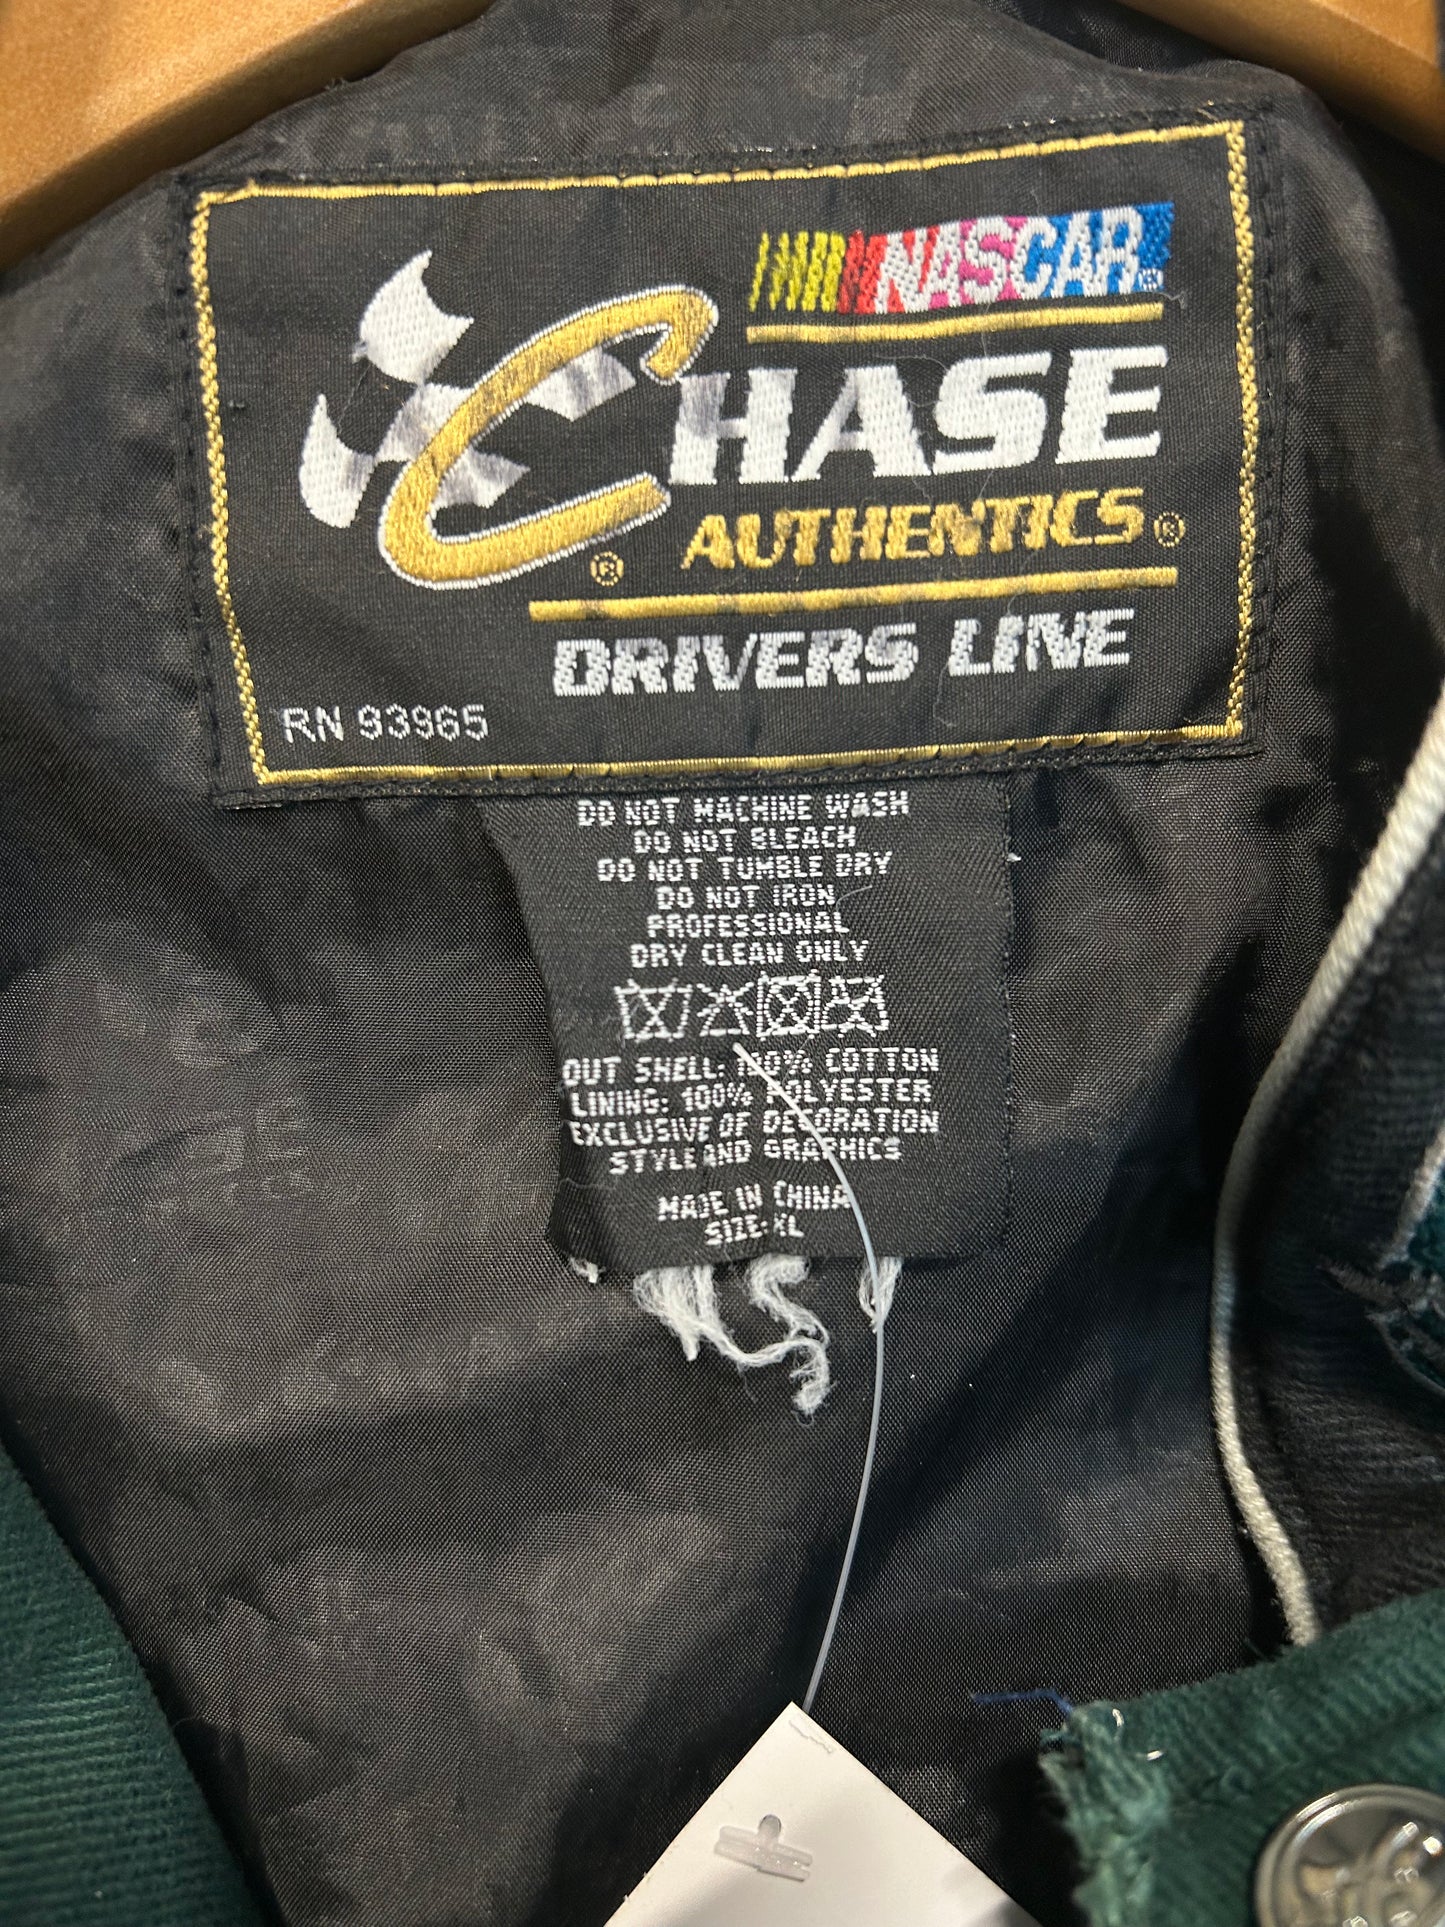 NASCAR®
CHASE
AUTHENTICS®
®
DRIVERS LINE
RN 93965
DO NOT MACHINE WASH
DO NOT BLEACH
DO NOT TUMBLE DRY
DO NOT IRON
PROFESSIONAL
DRY CLEAN ONLY
OUT SHELL: 100% COTTON
LINING: 100% POLYESTER
EXCLUSIVE OF DECORATION
STYLE AND GRAPHICS
MADE IN CHINA
SIZE: XL